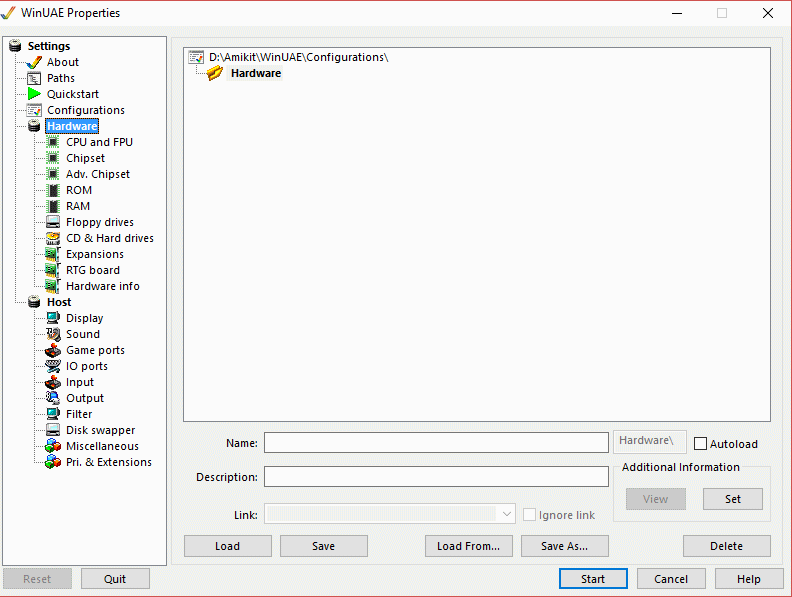 WinUAE Properties
Settings
About
Paths
Quickstart
Configurations
Hardware
CPU and FPU
Chipset
Adv. Chipset
ROM
RAM
Floppy drives
CD & Hard drives
Expansions
RTG board
Hardware info
Host
Display
Sound
Game ports
IO ports
Input
Output
Filter
Disk swapper
Miscellaneous
Pri. & Extensions
D:\Amikit\WinUAE\Configurations\
Hardware
Name:
Hardware\
Autoload
Description:
Additional Information
View
Set
Link:
Ignore link
Load
Save
Load From...
Save As...
Delete
Reset
Quit
Start
Cancel
Help